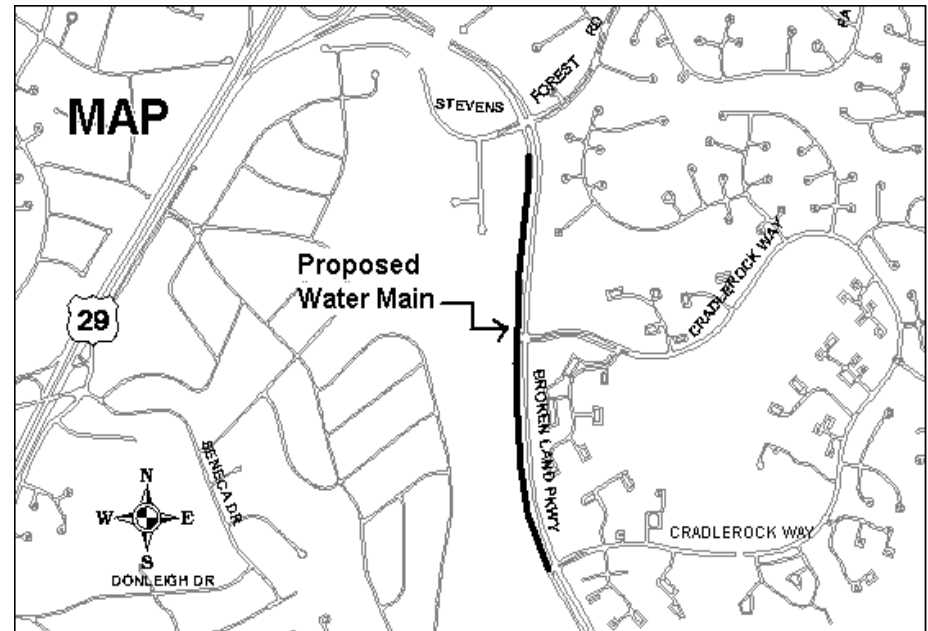 MAP
RD
RA
FOREST
STEVENS
CRADLEROCK WAY
Proposed
Water Main
29
BROKEN LAND PKWY
SENECA DR
N
W E
S
CRADLEROCK WAY
DONLEIGH DR